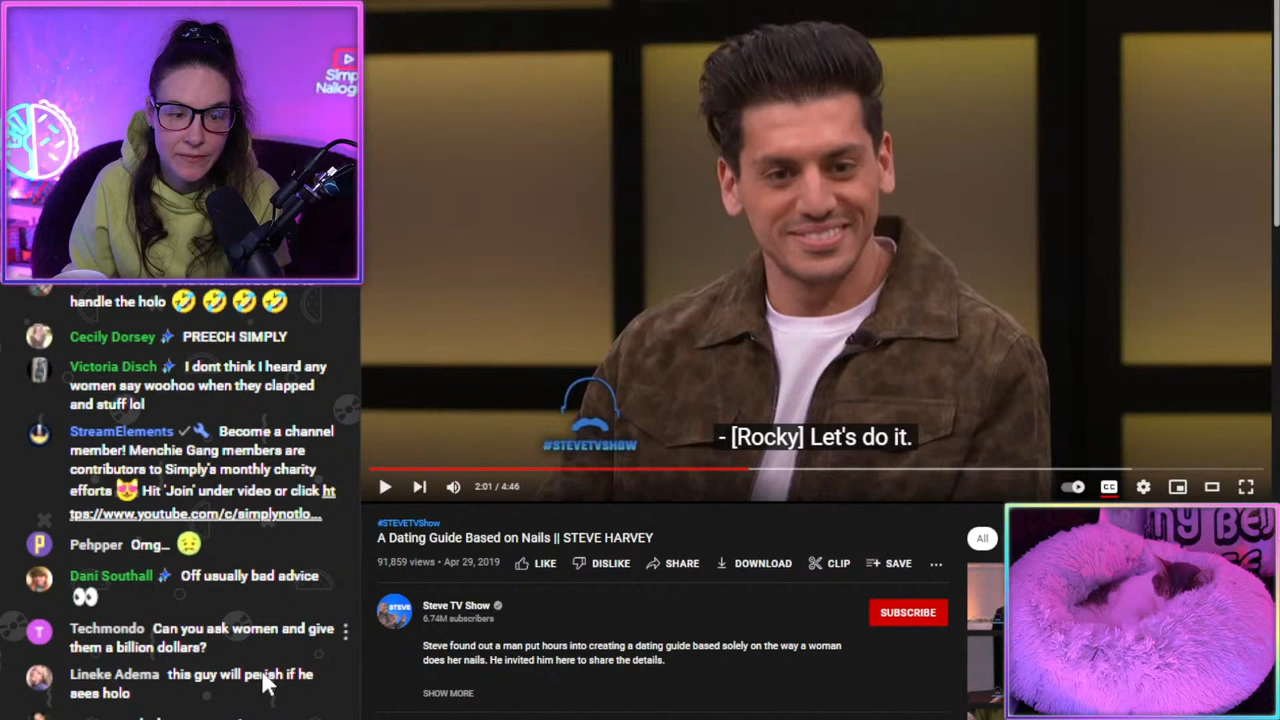 Simply
Nailogi
handle the holo 🤣 🤣 🤣 🤣
Cecily Dorsey PREECH SIMPLY
Victoria Disch I dont think I heard any
women say woohoo when they clapped
and stuff lol
StreamElements Become a channel
member! Menchie Gang members are
contributors to Simply's monthly charity
efforts 😻 Hit 'Join' under video or click ht
tps://www.youtube.com/c/simplynotlo...
Pehpper Omg... 🤢
Dani Southall Off usually bad advice
👀
Techmondo Can you ask women and give
them a billion dollars?
Lineke Adema this guy will perish if he
sees holo
#STEVETVSHOW
- [Rocky] Let's do it.
2:01 / 4:46
CC
#STEVETVShow
A Dating Guide Based on Nails || STEVE HARVEY
91,859 views • Apr 29, 2019
LIKE
DISLIKE
SHARE
DOWNLOAD
CLIP
SAVE
All
STEVE
Steve TV Show
6.74M subscribers
SUBSCRIBE
Steve found out a man put hours into creating a dating guide based solely on the way a woman
does her nails. He invited him here to share the details.
SHOW MORE
MY BE